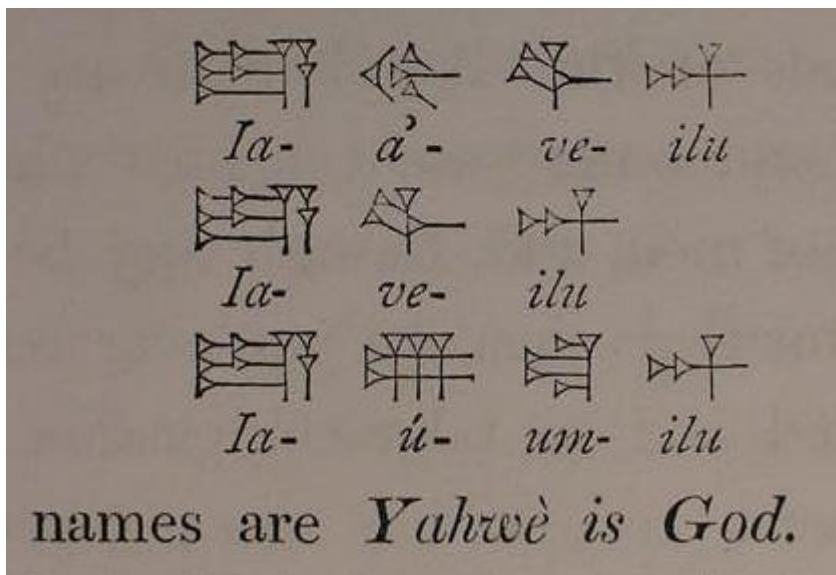 𒅀 𒉿 𒀭
Ia- a’- ve- ilu
𒅀 𒉿 𒀭
Ia- ve- ilu
𒅀 𒌑 𒌝 𒀭
Ia- ú- um- ilu
names are Yahwè is God.